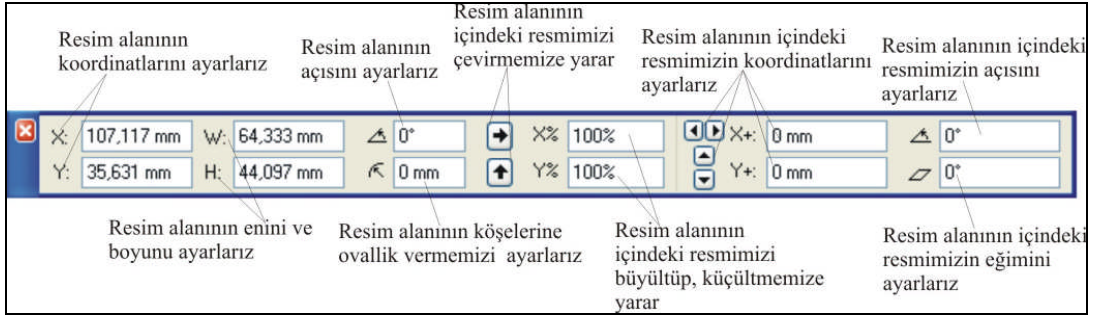 Resim alanının
koordinatlarını ayarlarız
Resim alanının
açısını ayarlarız
Resim alanının
içindeki resmimizi
çevirmemize yarar
Resim alanının içindeki
resmimizin koordinatlarını
ayarlarız
Resim alanının içindeki
resmimizin açısını
ayarlarız
X: 107,117 mm W: 64,333 mm 0° X% 100% X+: 0 mm 0°
Y: 35,631 mm H: 44,097 mm 0 mm Y% 100% Y+: 0 mm 0°
Resim alanının enini ve
boyunu ayarlarız
Resim alanının köşelerine
ovallik vermemizi ayarlarız
Resim alanının
içindeki resmimizi
büyültüp, küçültmemize
yarar
Resim alanının içindeki
resmimizin eğimini
ayarlarız